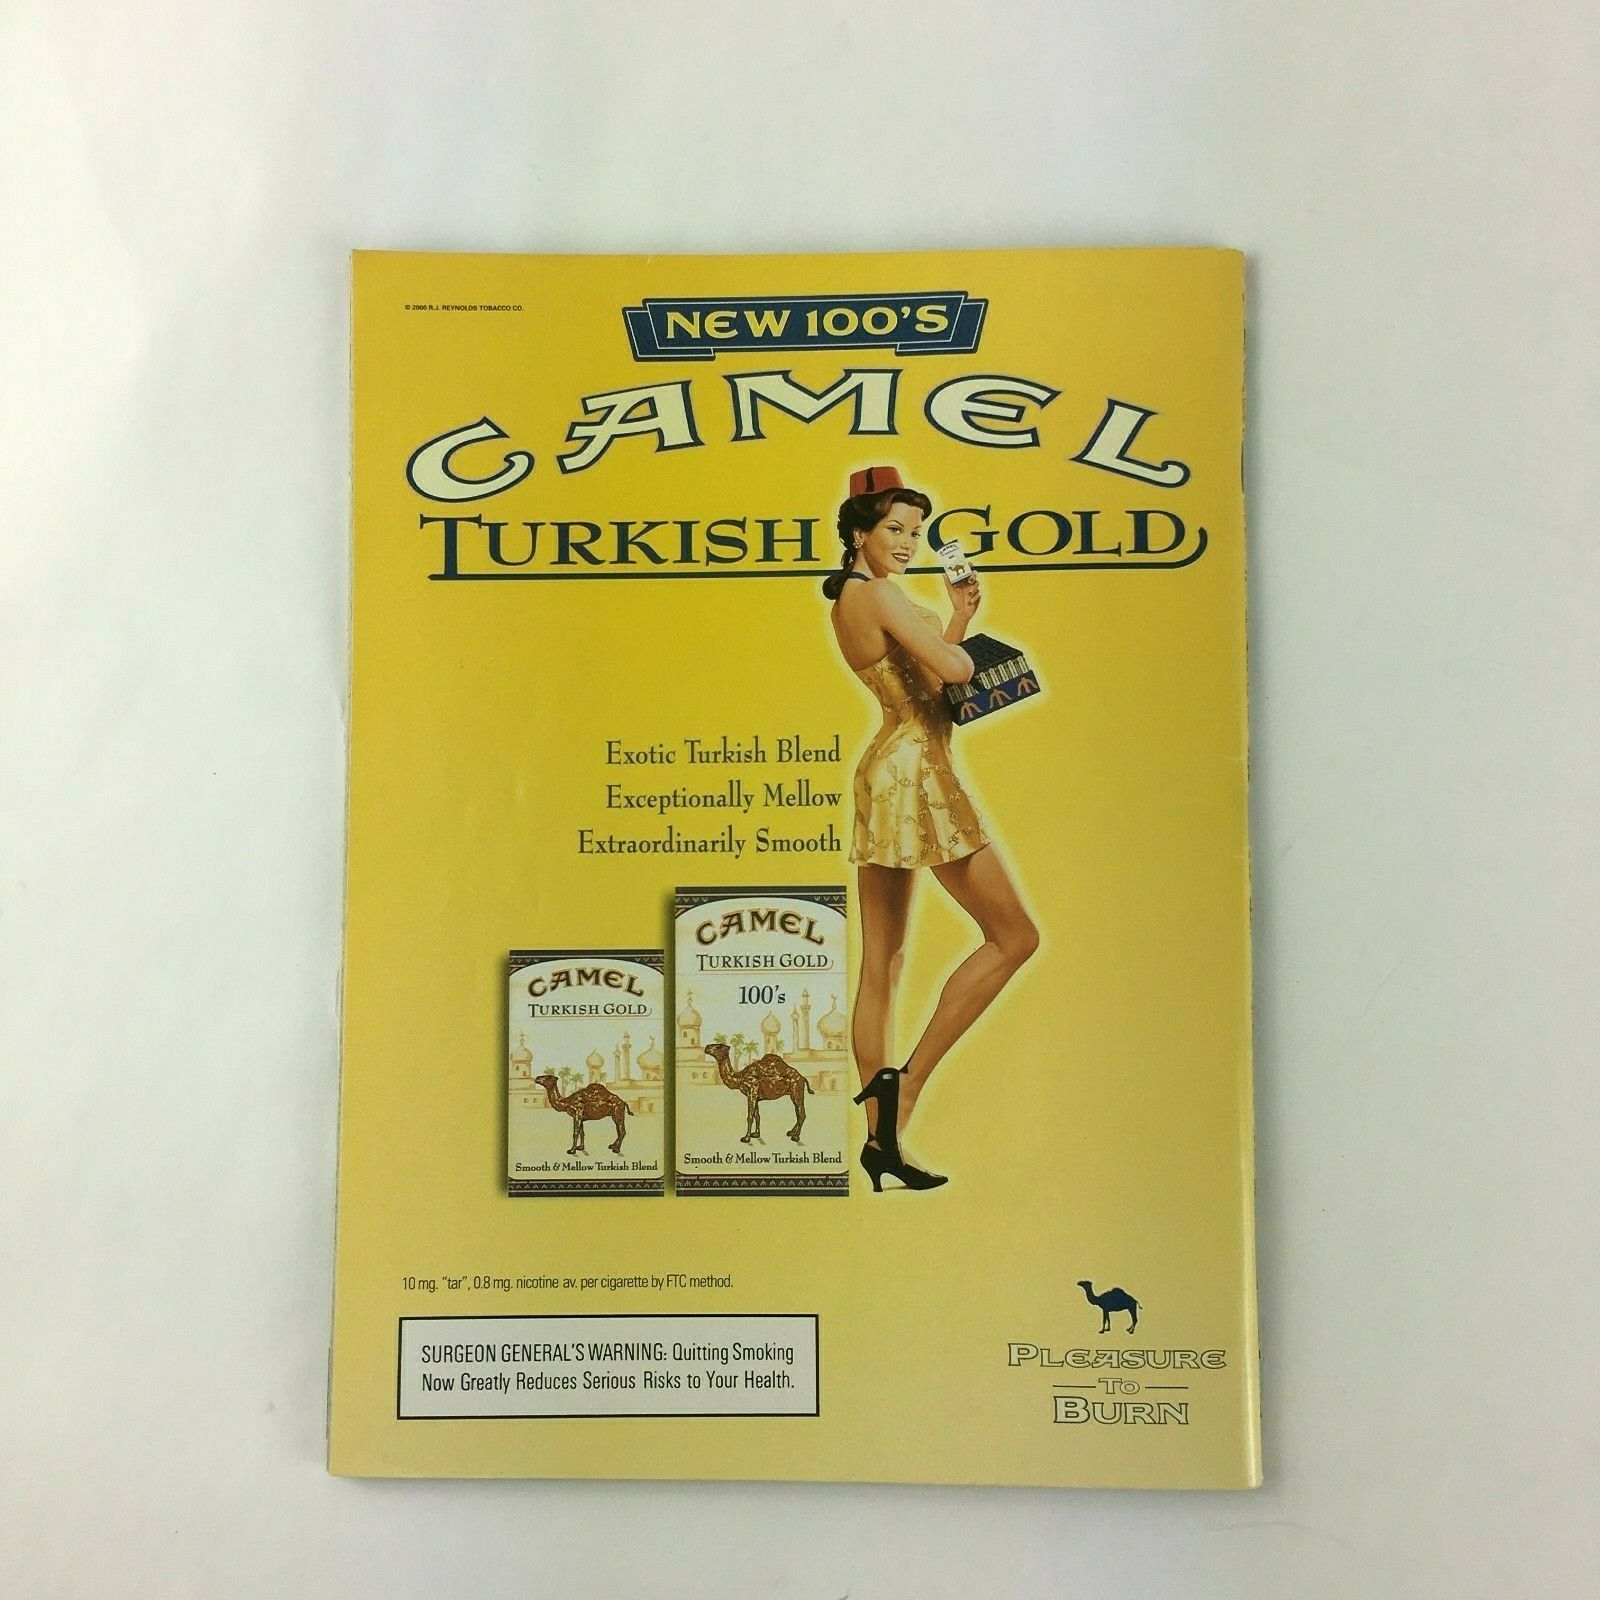 © 2000 R.J. REYNOLDS TOBACCO CO.
NEW 100'S
CAMEL
TURKISH GOLD
CAMEL
Exotic Turkish Blend
Exceptionally Mellow
Extraordinarily Smooth
CAMEL
TURKISH GOLD
Smooth & Mellow Turkish Blend
CAMEL
TURKISH GOLD
100's
Smooth & Mellow Turkish Blend
10 mg. "tar", 0.8 mg. nicotine av. per cigarette by FTC method.
SURGEON GENERAL'S WARNING: Quitting Smoking
Now Greatly Reduces Serious Risks to Your Health.
PLEASURE
TO
BURN